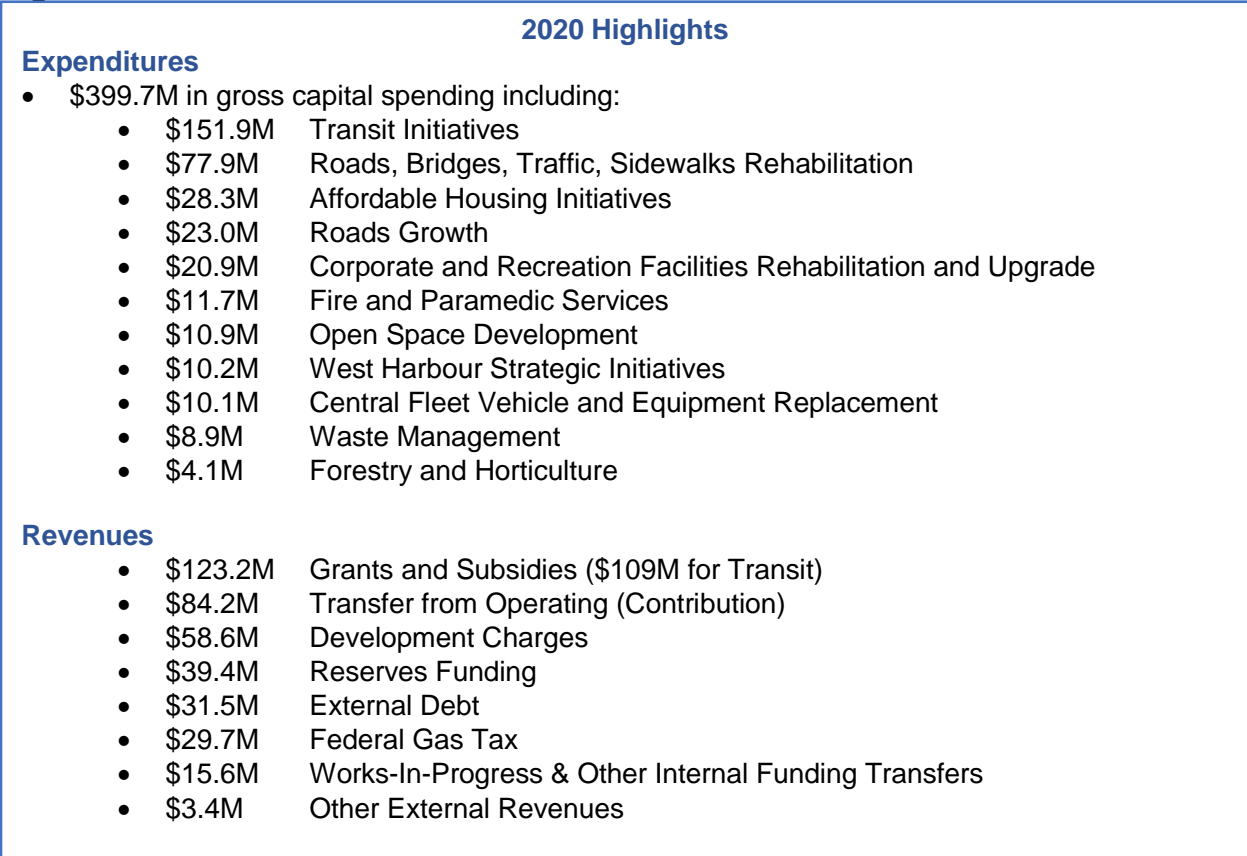 2020 Highlights
Expenditures
• $399.7M in gross capital spending including:
• $151.9M Transit Initiatives
• $77.9M Roads, Bridges, Traffic, Sidewalks Rehabilitation
• $28.3M Affordable Housing Initiatives
• $23.0M Roads Growth
• $20.9M Corporate and Recreation Facilities Rehabilitation and Upgrade
• $11.7M Fire and Paramedic Services
• $10.9M Open Space Development
• $10.2M West Harbour Strategic Initiatives
• $10.1M Central Fleet Vehicle and Equipment Replacement
• $8.9M Waste Management
• $4.1M Forestry and Horticulture
Revenues
• $123.2M Grants and Subsidies ($109M for Transit)
• $84.2M Transfer from Operating (Contribution)
• $58.6M Development Charges
• $39.4M Reserves Funding
• $31.5M External Debt
• $29.7M Federal Gas Tax
• $15.6M Works-In-Progress & Other Internal Funding Transfers
• $3.4M Other External Revenues